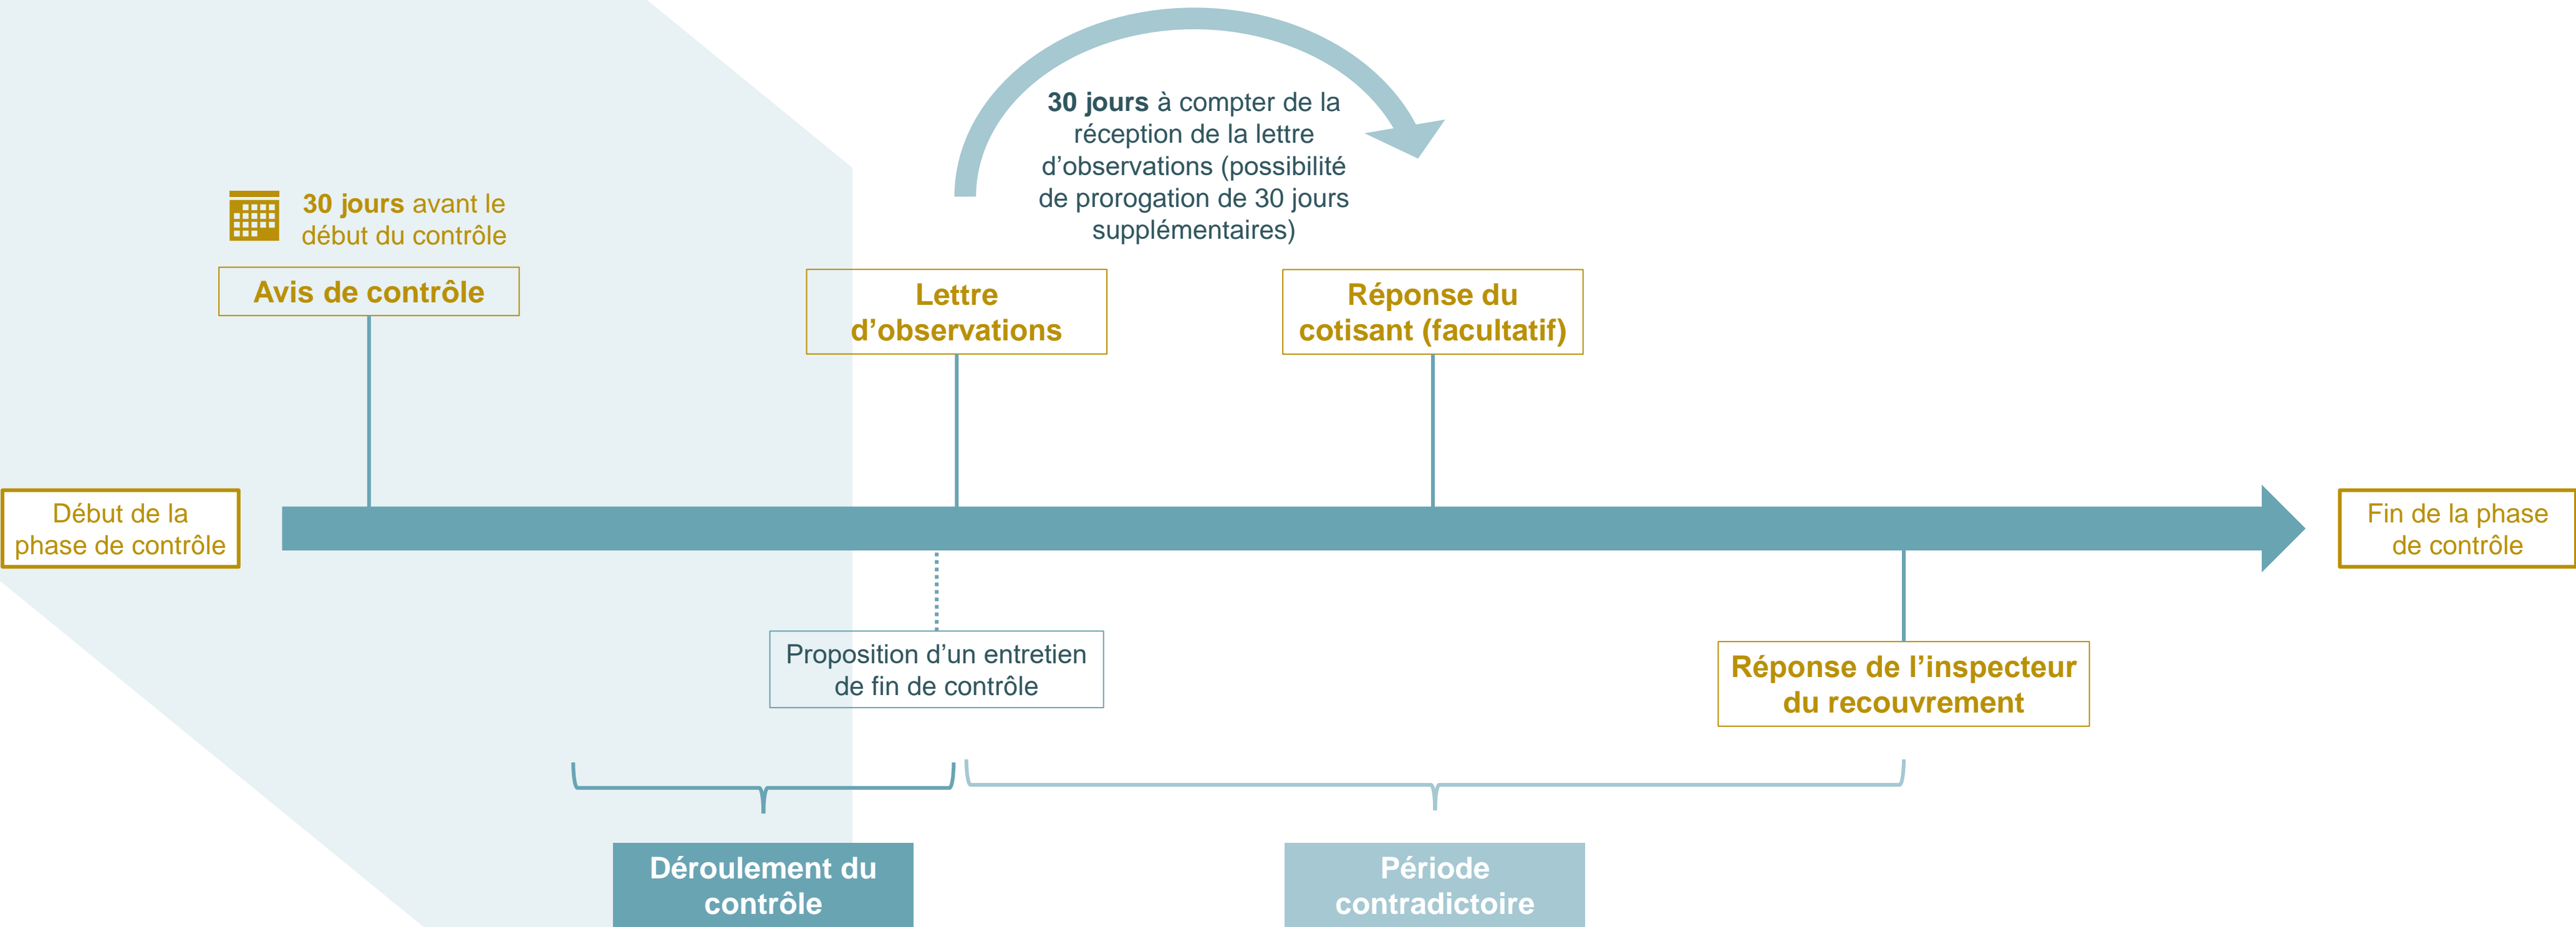 30 jours à compter de la
réception de la lettre
d’observations (possibilité
de prorogation de 30 jours
supplémentaires)
30 jours avant le
début du contrôle
Avis de contrôle
Lettre
d’observations
Réponse du
cotisant (facultatif)
Début de la
phase de contrôle
Fin de la phase
de contrôle
Proposition d’un entretien
de fin de contrôle
Réponse de l’inspecteur
du recouvrement
Déroulement du
contrôle
Période
contradictoire